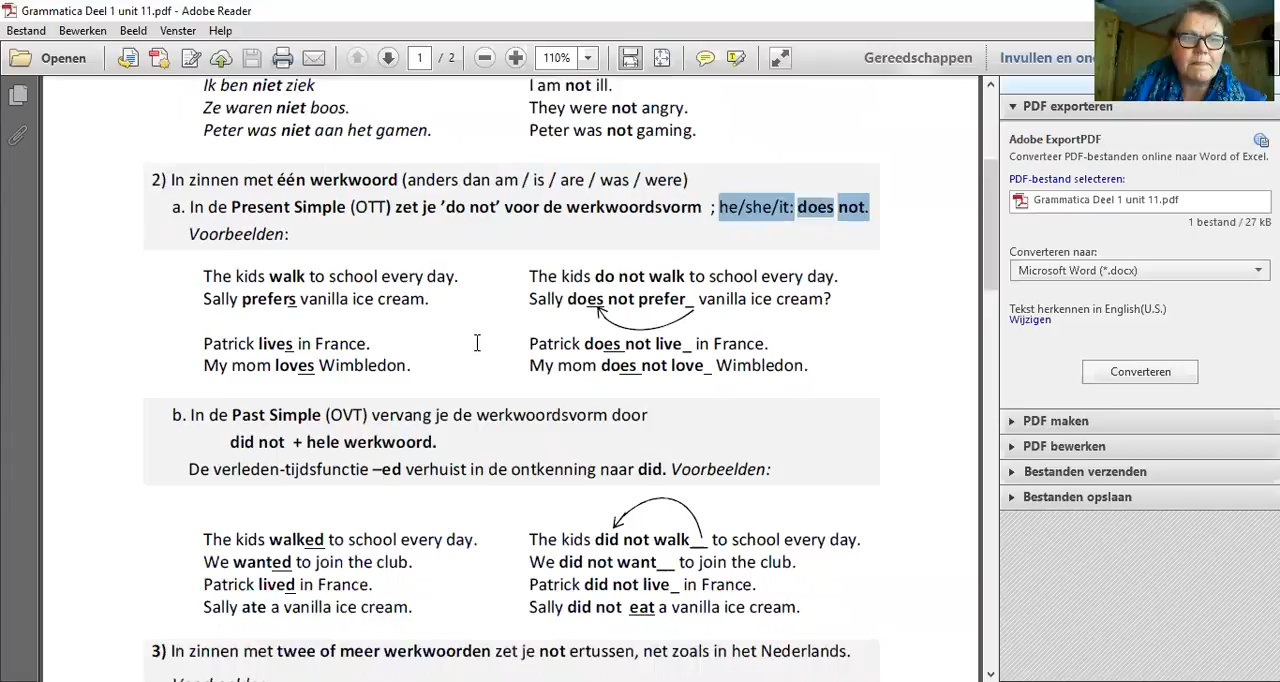 Grammatica Deel 1 unit 11.pdf - Adobe Reader
Bestand Bewerken Beeld Venster Help
Openen 1 / 2 110% Gereedschappen Invullen en
Ik ben niet ziek I am not ill.
Ze waren niet boos. They were not angry.
Peter was niet aan het gamen. Peter was not gaming.
2) In zinnen met één werkwoord (anders dan am / is / are / was / were)
a. In de Present Simple (OTT) zet je 'do not' voor de werkwoordsvorm ; he/she/it: does not.
Voorbeelden:
The kids walk to school every day. The kids do not walk to school every day.
Sally prefers vanilla ice cream. Sally does not prefer_ vanilla ice cream?
Patrick lives in France. Patrick does not live_ in France.
My mom loves Wimbledon. My mom does not love_ Wimbledon.
b. In de Past Simple (OVT) vervang je de werkwoordsvorm door
did not + hele werkwoord.
De verleden-tijdsfunctie –ed verhuist in de ontkenning naar did. Voorbeelden:
The kids walked to school every day. The kids did not walk__ to school every day.
We wanted to join the club. We did not want__ to join the club.
Patrick lived in France. Patrick did not live_ in France.
Sally ate a vanilla ice cream. Sally did not eat a vanilla ice cream.
3) In zinnen met twee of meer werkwoorden zet je not ertussen, net zoals in het Nederlands.
PDF exporteren
Adobe ExportPDF
Converteer PDF-bestanden online naar Word of Excel.
PDF-bestand selecteren:
Grammatica Deel 1 unit 11.pdf
1 bestand / 27 kB
Converteren naar:
Microsoft Word (*.docx)
Tekst herkennen in English(U.S.)
Wijzigen
Converteren
PDF maken
PDF bewerken
Bestanden verzenden
Bestanden opslaan